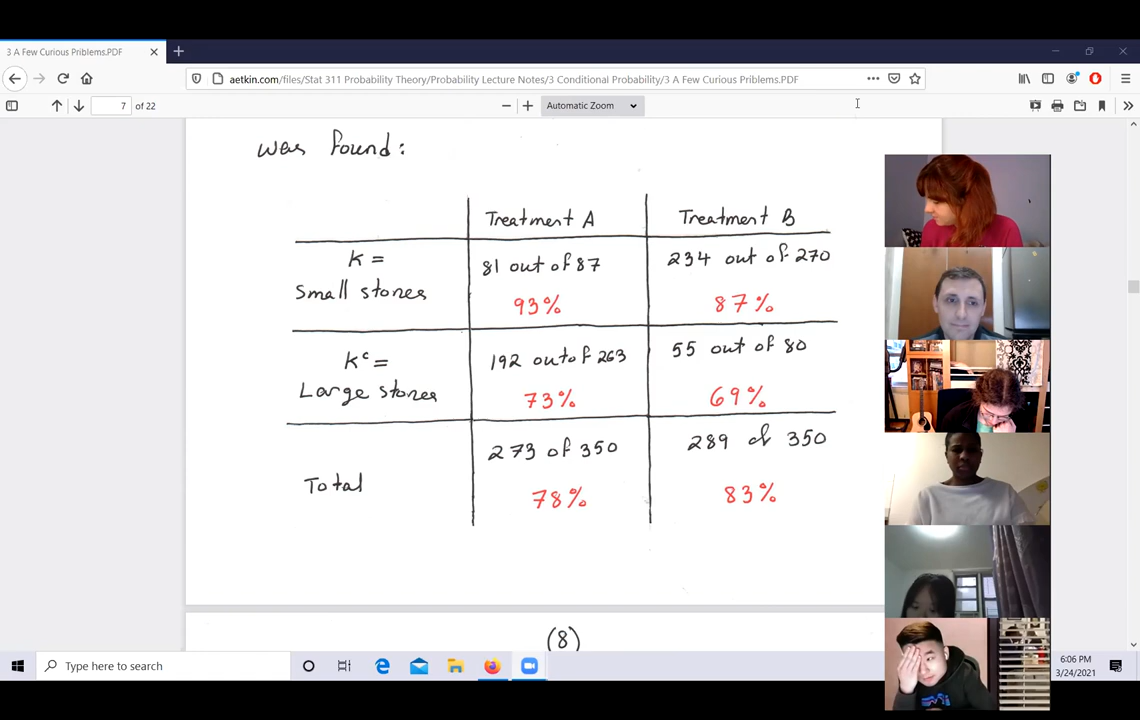 3 A Few Curious Priblems.PDF
aetkin.com/files/Stat 311 Probability Theory/Probability Lecture Notes/3 Conditional Probability/3 A Few Curious Priblems.PDF
7 of 22
Automatic Zoom
was found:
Treatment A Treatment B
K =
Small stones
81 out of 87
93%
234 out of 270
87%
Kᶜ =
Large stones
192 out of 263
73%
55 out of 80
69%
Total
273 of 350
78%
289 of 350
83%
(8)
Type here to search
6:06 PM
3/24/2021